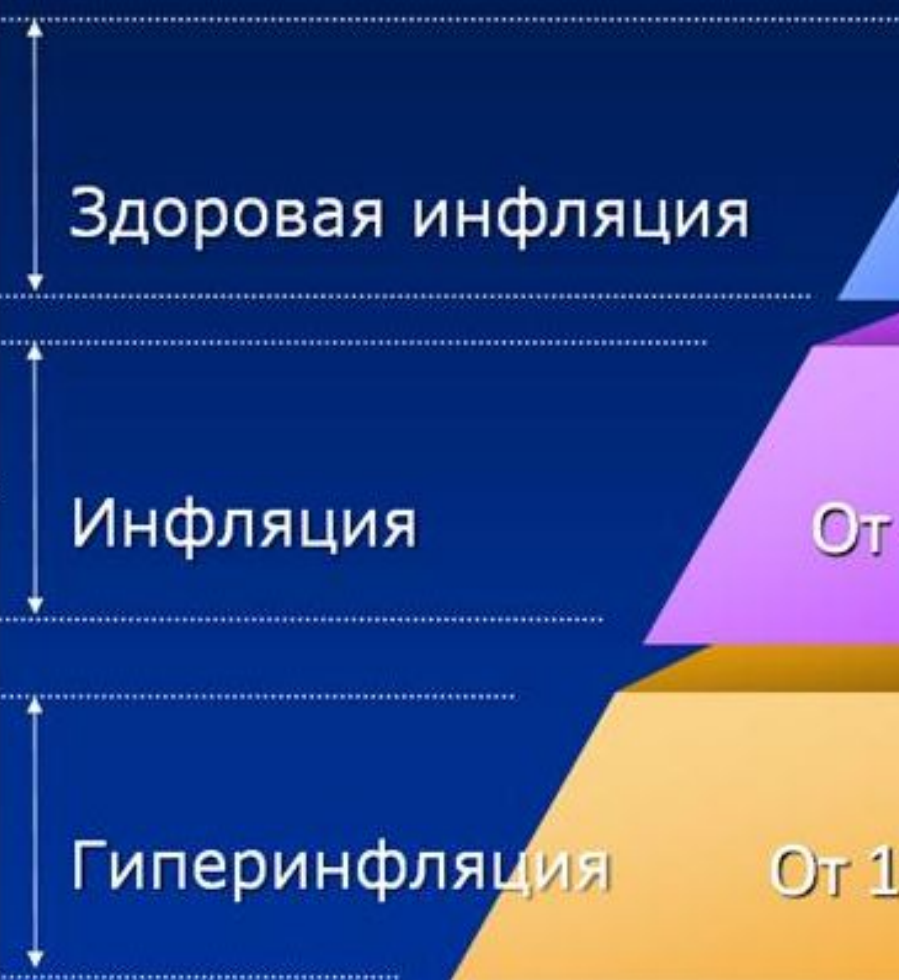 Здоровая инфляция
Инфляция
От
Гиперинфляция
От 1